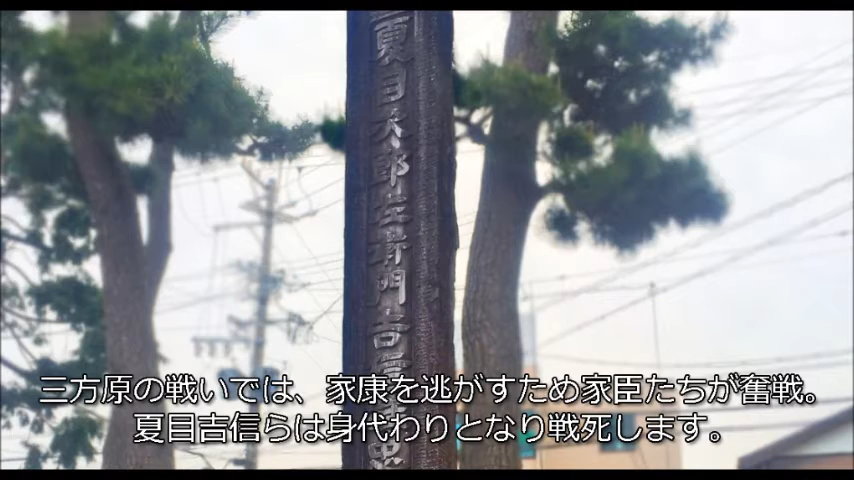 夏目次郎左衛門吉信
三方原の戦いでは、家康を逃がすため家臣たちが奮戦。
夏目吉信らは身代わりとなり戦死します。